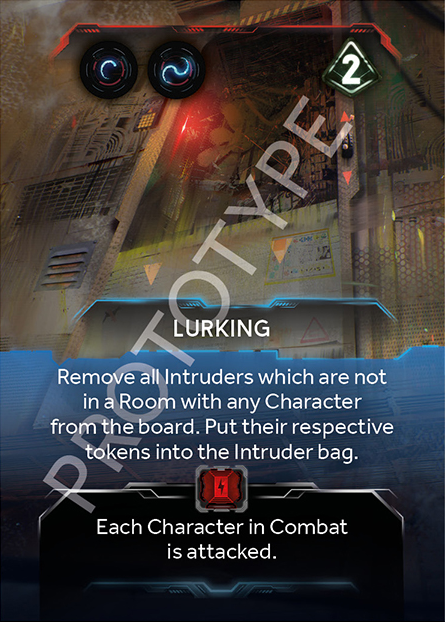 2
PROTOTYPE
LURKING
Remove all Intruders which are not
in a Room with any Character
from the board. Put their respective
tokens into the Intruder bag.
Each Character in Combat
is attacked.